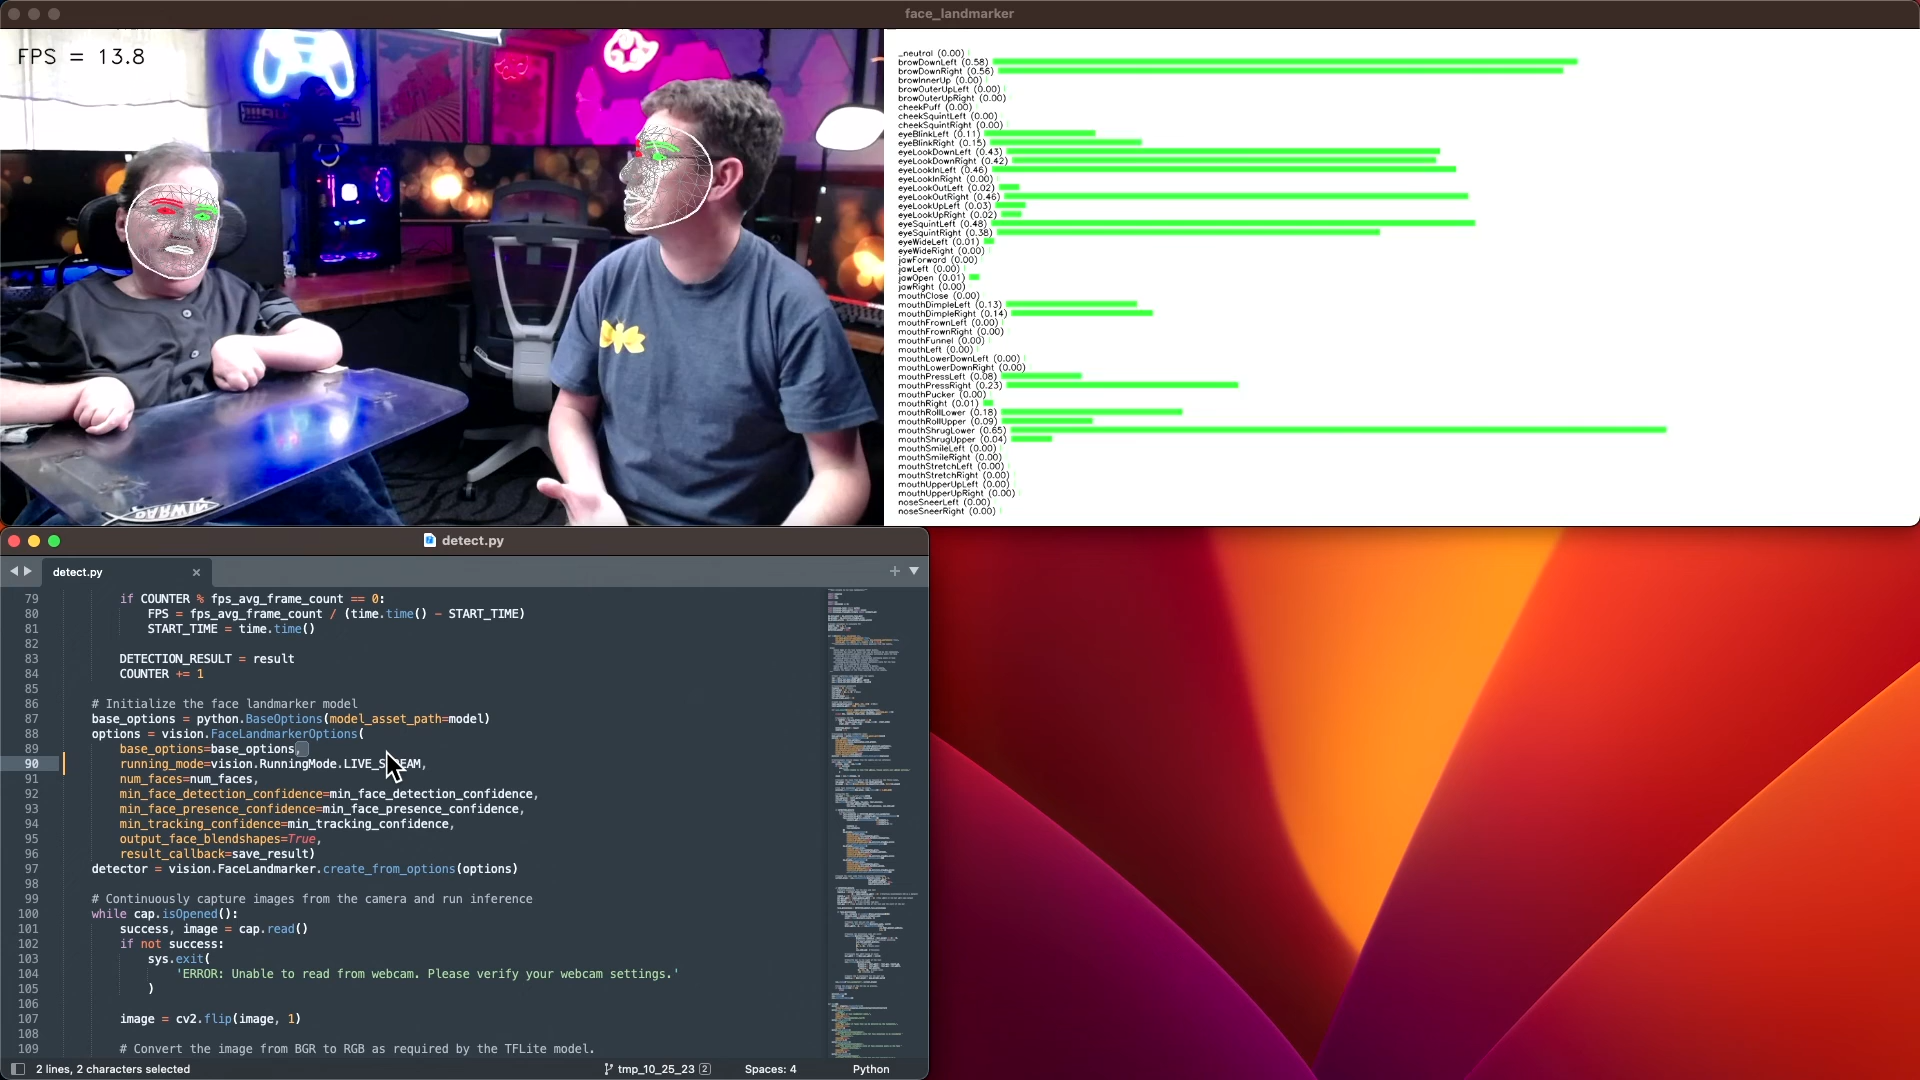 face_landmarker
FPS = 13.8
_neutral (0.00)
browDownLeft (0.58)
browDownRight (0.56)
browInnerUp (0.00)
browOuterUpLeft (0.00)
browOuterUpRight (0.00)
cheekPuff (0.00)
cheekSquintLeft (0.00)
cheekSquintRight (0.00)
eyeBlinkLeft (0.11)
eyeBlinkRight (0.15)
eyeLookDownLeft (0.43)
eyeLookDownRight (0.42)
eyeLookInLeft (0.46)
eyeLookInRight (0.00)
eyeLookOutLeft (0.02)
eyeLookOutRight (0.46)
eyeLookUpLeft (0.03)
eyeLookUpRight (0.02)
eyeSquintLeft (0.48)
eyeSquintRight (0.38)
eyeWideLeft (0.01)
eyeWideRight (0.00)
jawForward (0.00)
jawLeft (0.00)
jawOpen (0.01)
jawRight (0.00)
mouthClose (0.00)
mouthDimpleLeft (0.13)
mouthDimpleRight (0.14)
mouthFrownLeft (0.00)
mouthFrownRight (0.00)
mouthFunnel (0.00)
mouthLeft (0.00)
mouthLowerDownLeft (0.00)
mouthLowerDownRight (0.00)
mouthPressLeft (0.08)
mouthPressRight (0.23)
mouthPucker (0.00)
mouthRight (0.01)
mouthRollLower (0.18)
mouthRollUpper (0.09)
mouthShrugLower (0.65)
mouthShrugUpper (0.04)
mouthSmileLeft (0.00)
mouthSmileRight (0.00)
mouthStretchLeft (0.00)
mouthStretchRight (0.00)
mouthUpperUpLeft (0.00)
mouthUpperUpRight (0.00)
noseSneerLeft (0.00)
noseSneerRight (0.00)
detect.py
detect.py
79 if COUNTER % fps_avg_frame_count == 0:
80 FPS = fps_avg_frame_count / (time.time() - START_TIME)
81 START_TIME = time.time()
82
83 DETECTION_RESULT = result
84 COUNTER += 1
85
86 # Initialize the face landmarker model
87 base_options = python.BaseOptions(model_asset_path=model)
88 options = vision.FaceLandmarkerOptions(
89 base_options=base_options,
90 running_mode=vision.RunningMode.LIVE_STREAM,
91 num_faces=num_faces,
92 min_face_detection_confidence=min_face_detection_confidence,
93 min_face_presence_confidence=min_face_presence_confidence,
94 min_tracking_confidence=min_tracking_confidence,
95 output_face_blendshapes=True,
96 result_callback=save_result)
97 detector = vision.FaceLandmarker.create_from_options(options)
98
99 # Continuously capture images from the camera and run inference
100 while cap.isOpened():
101 success, image = cap.read()
102 if not success:
103 sys.exit(
104 'ERROR: Unable to read from webcam. Please verify your webcam settings.'
105 )
106
107 image = cv2.flip(image, 1)
108
109 # Convert the image from BGR to RGB as required by the TFLite model.
2 lines, 2 characters selected
tmp_10_25_23 2
Spaces: 4
Python